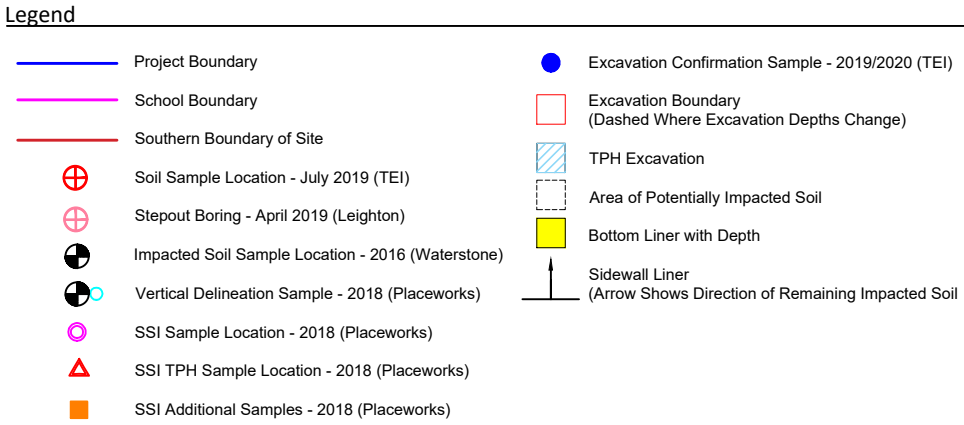 Legend
Project Boundary
School Boundary
Southern Boundary of Site
Soil Sample Location - July 2019 (TEI)
Stepout Boring - April 2019 (Leighton)
Impacted Soil Sample Location - 2016 (Waterstone)
Vertical Delineation Sample - 2018 (Placeworks)
SSI Sample Location - 2018 (Placeworks)
SSI TPH Sample Location - 2018 (Placeworks)
SSI Additional Samples - 2018 (Placeworks)
Excavation Confirmation Sample - 2019/2020 (TEI)
Excavation Boundary
(Dashed Where Excavation Depths Change)
TPH Excavation
Area of Potentially Impacted Soil
Bottom Liner with Depth
Sidewall Liner
(Arrow Shows Direction of Remaining Impacted Soil